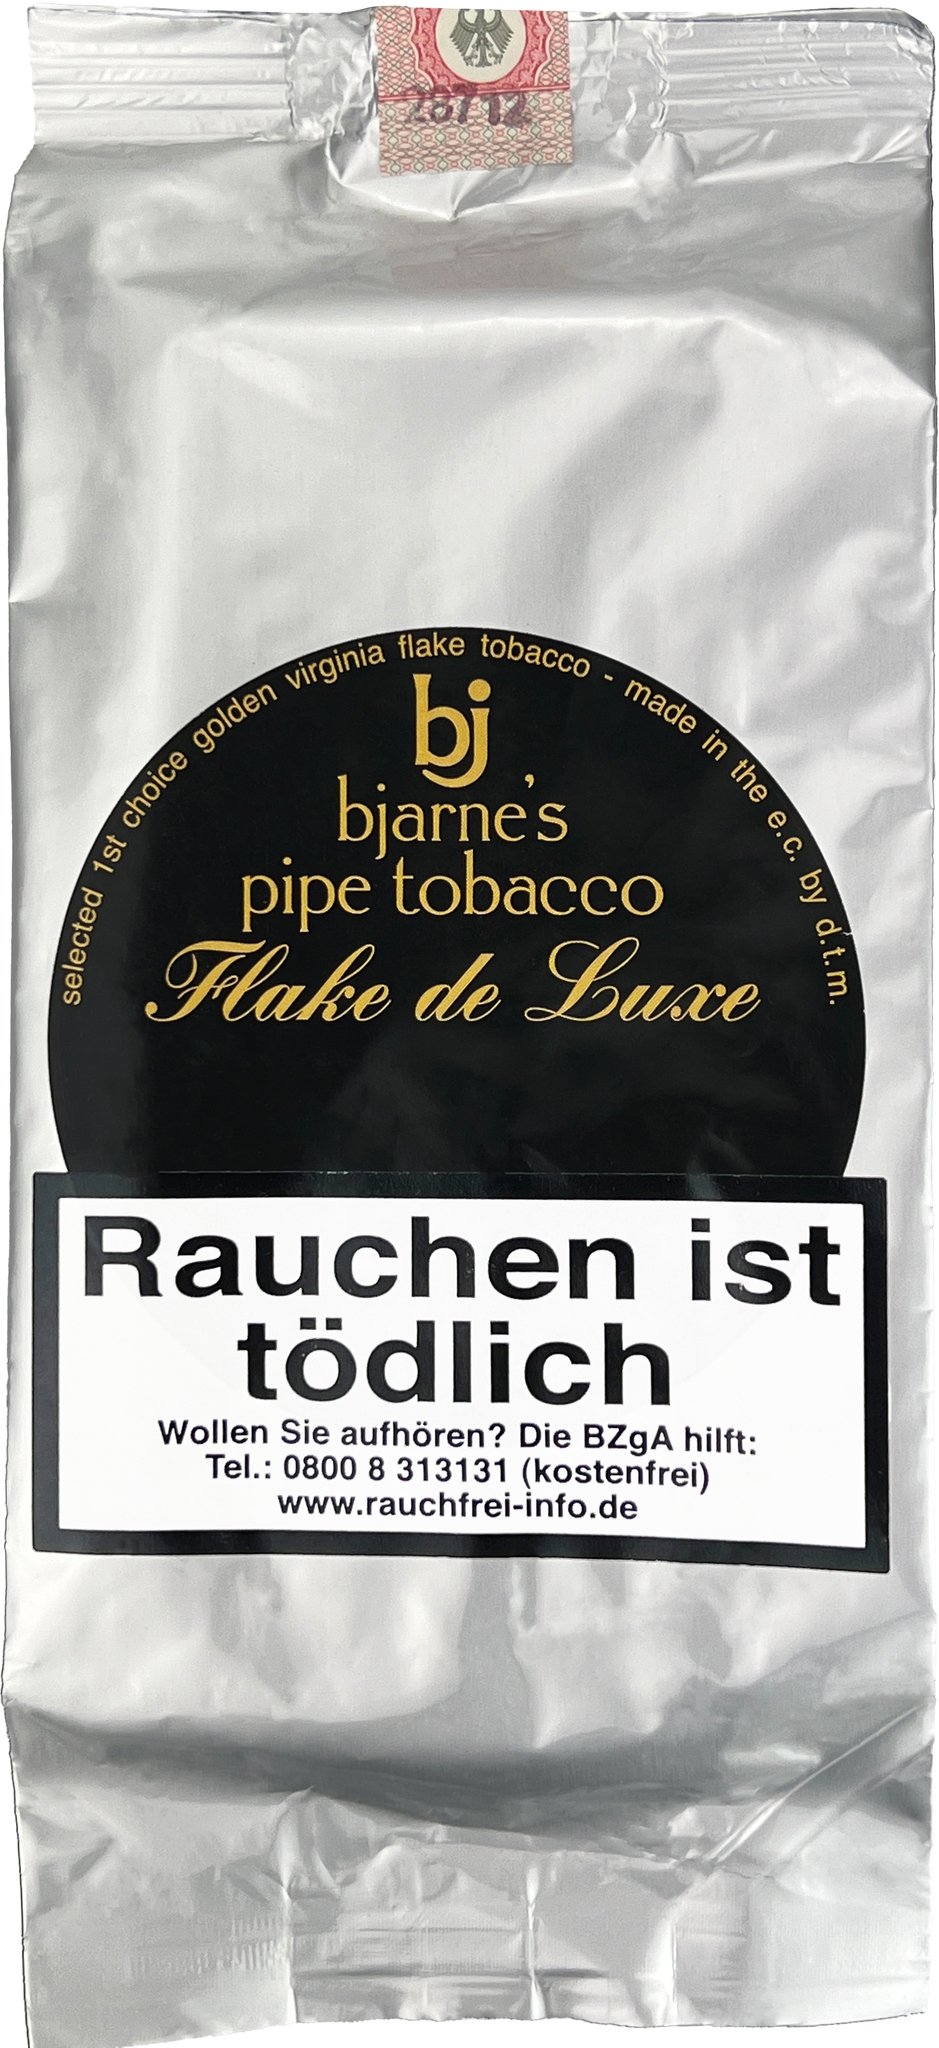 28712
selected 1st choice golden virginia flake tobacco - made in the e.c. by d.t.m.
bj
bjarne's
pipe tobacco
Flake de Luxe
Rauchen ist
tödlich
Wollen Sie aufhören? Die BZgA hilft:
Tel.: 0800 8 313131 (kostenfrei)
www.rauchfrei-info.de